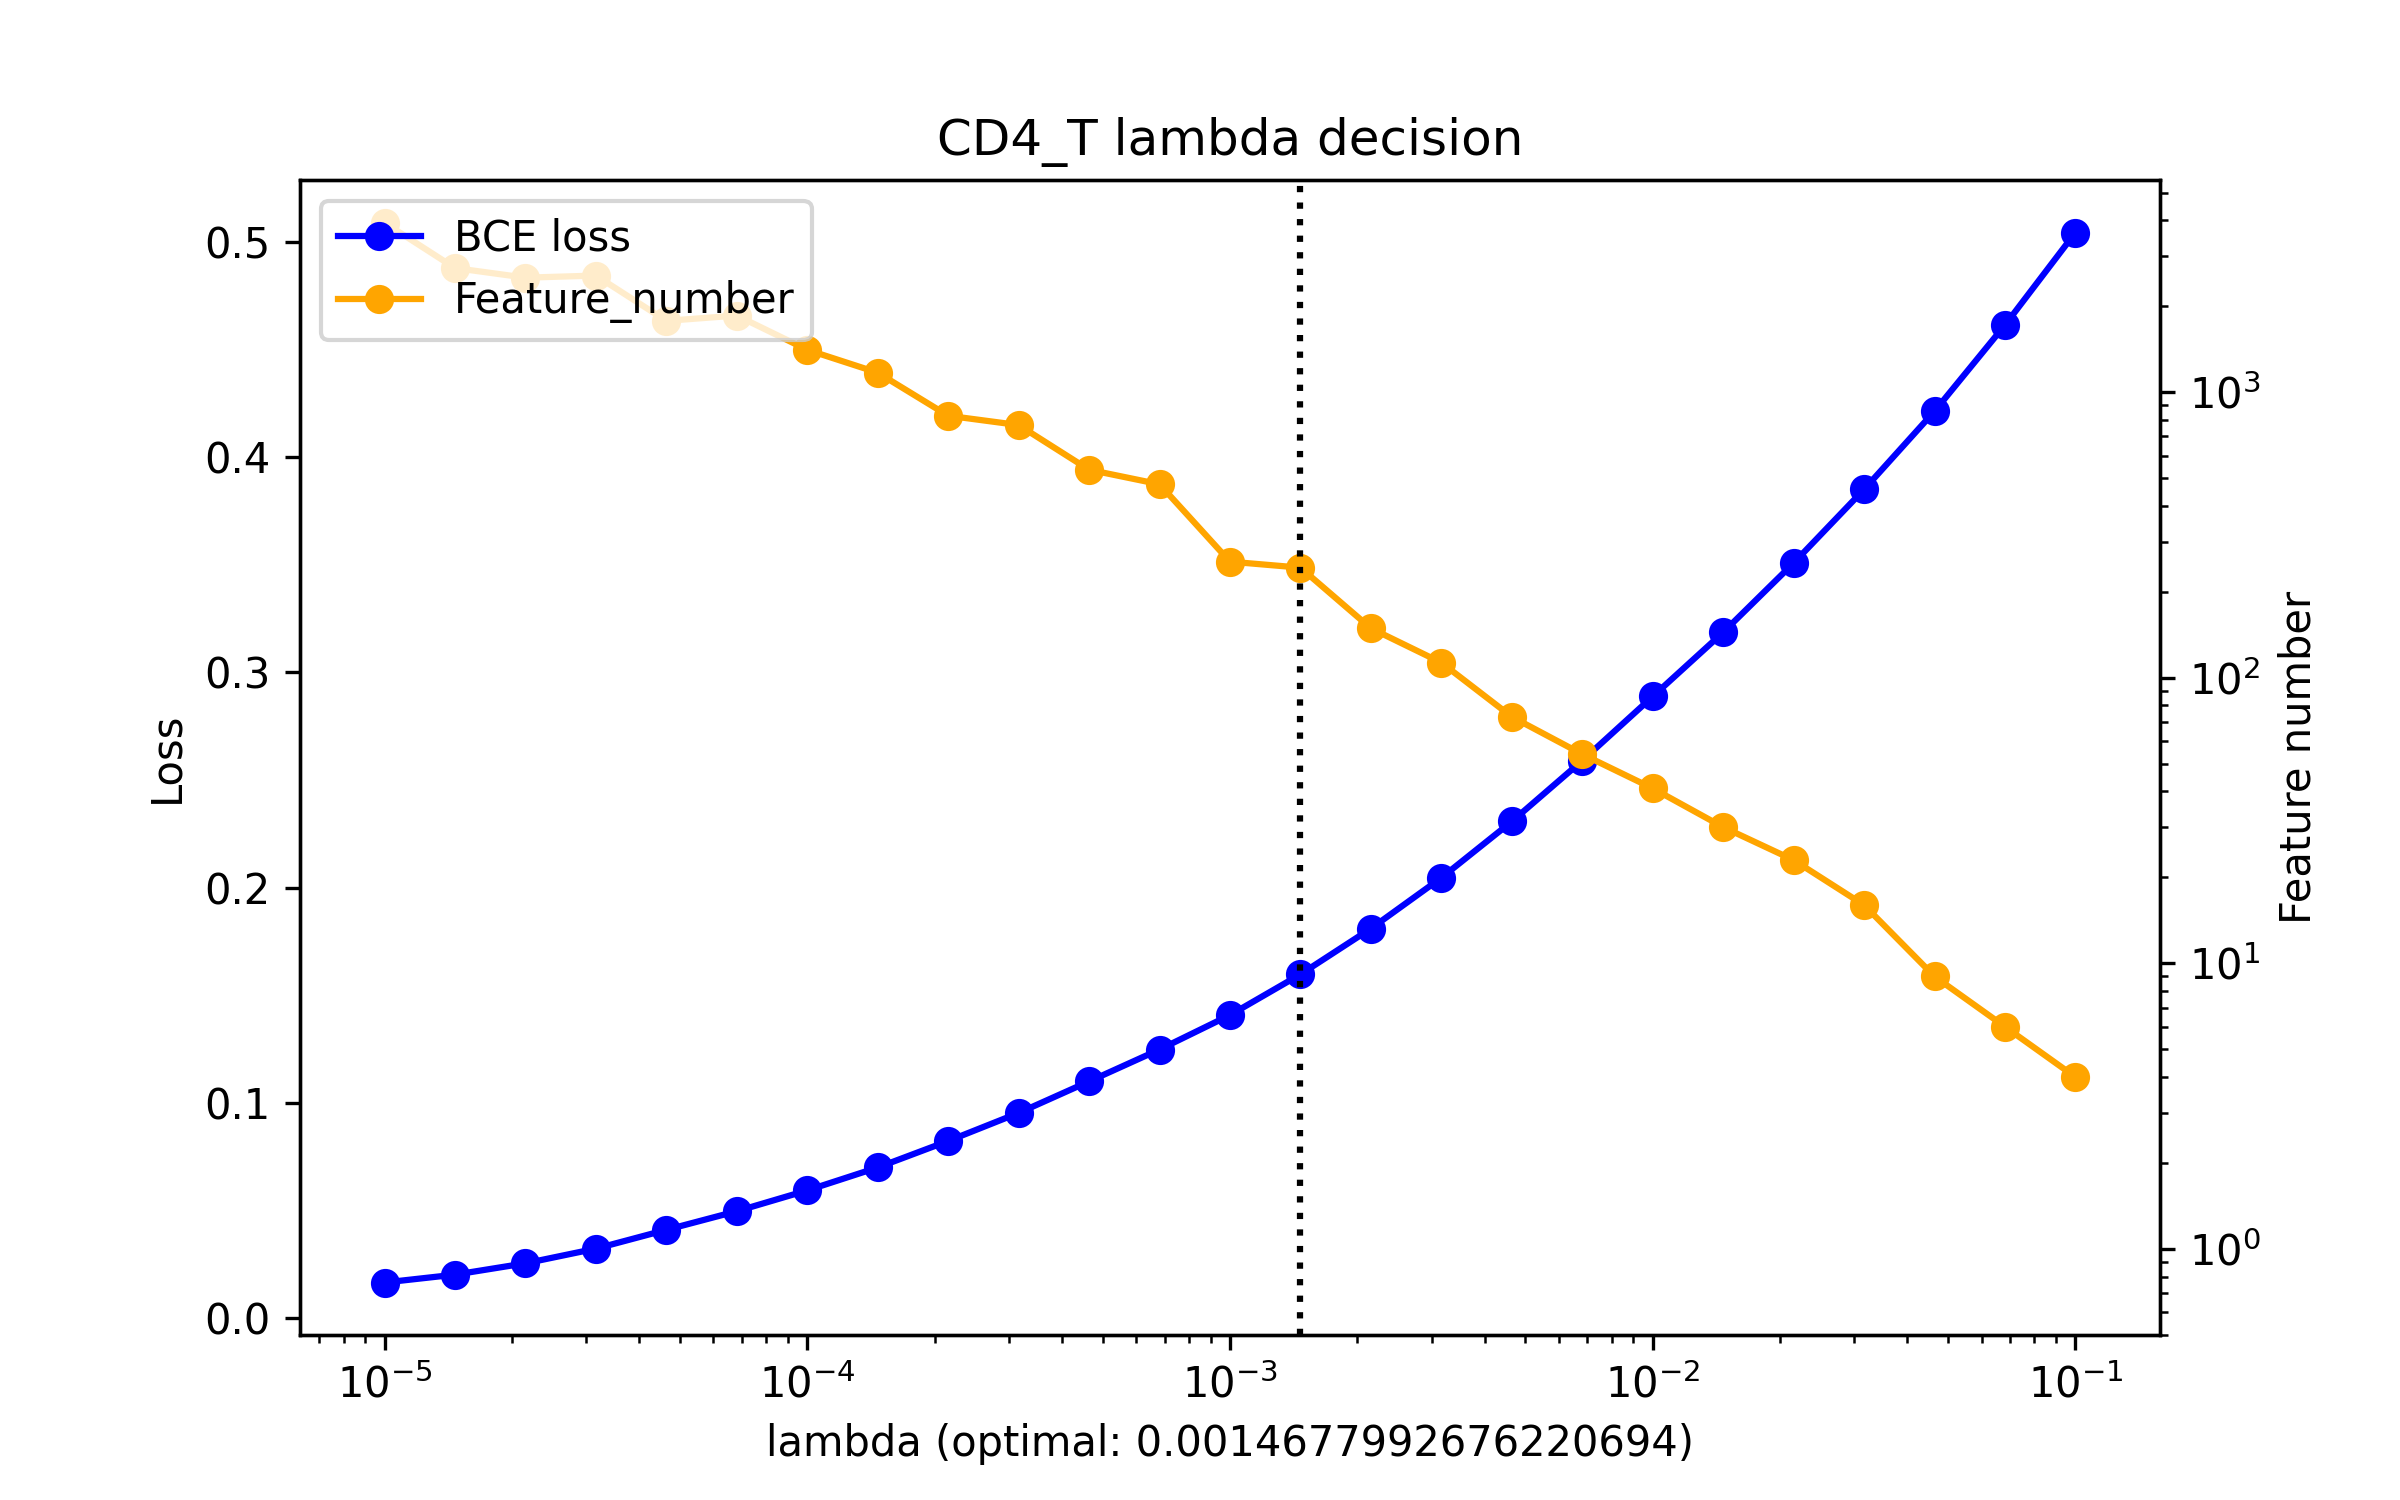 CD4_T lambda decision
BCE loss
Feature_number
0.5
0.4
0.3
0.2
0.1
0.0
Loss
10³
10²
10¹
10⁰
Feature number
10⁻⁵ 10⁻⁴ 10⁻³ 10⁻² 10⁻¹
lambda (optimal: 0.0014677992676220694)